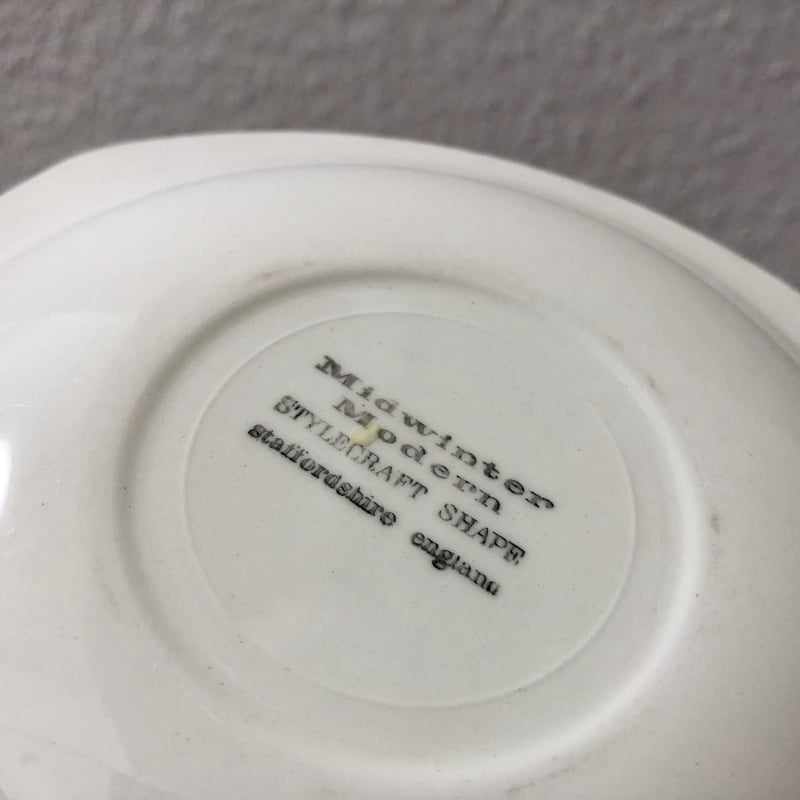 Midwinter
Modern
STYLECRAFT SHAPE
staffordshire england